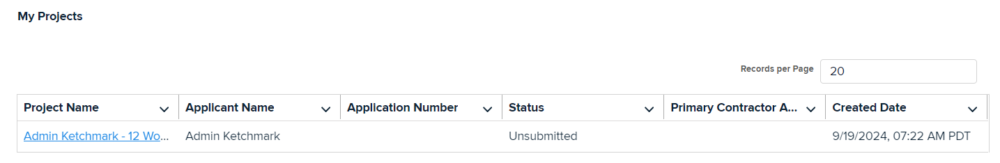 My Projects
Records per Page 20
Project Name Applicant Name Application Number Status Primary Contractor A... Created Date
Admin Ketchmark - 12 Wo... Admin Ketchmark Unsubmitted 9/19/2024, 07:22 AM PDT